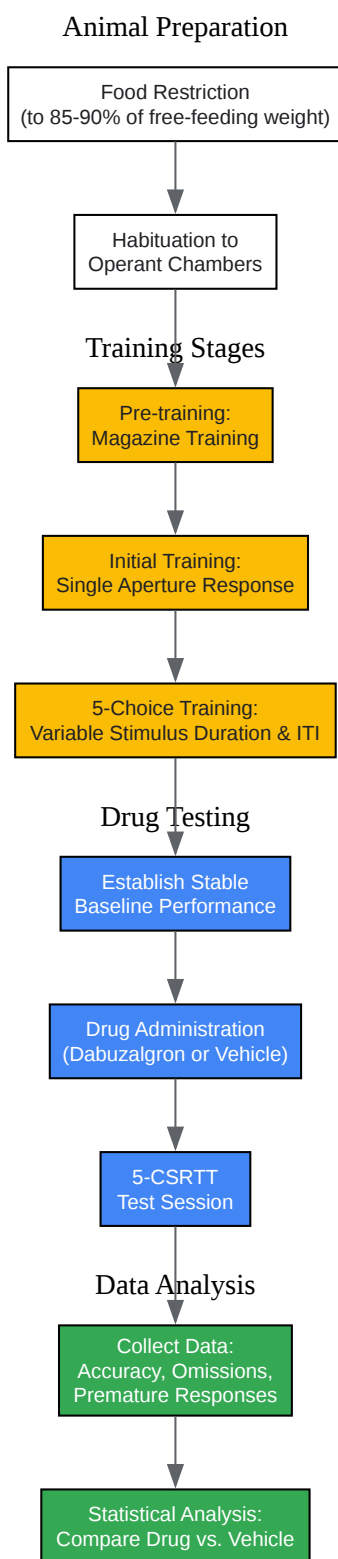 Animal Preparation
Food Restriction
(to 85-90% of free-feeding weight)
Habituation to
Operant Chambers
Training Stages
Pre-training:
Magazine Training
Initial Training:
Single Aperture Response
5-Choice Training:
Variable Stimulus Duration & ITI
Drug Testing
Establish Stable
Baseline Performance
Drug Administration
(Dabuzalgron or Vehicle)
5-CSRTT
Test Session
Data Analysis
Collect Data:
Accuracy, Omissions,
Premature Responses
Statistical Analysis:
Compare Drug vs. Vehicle